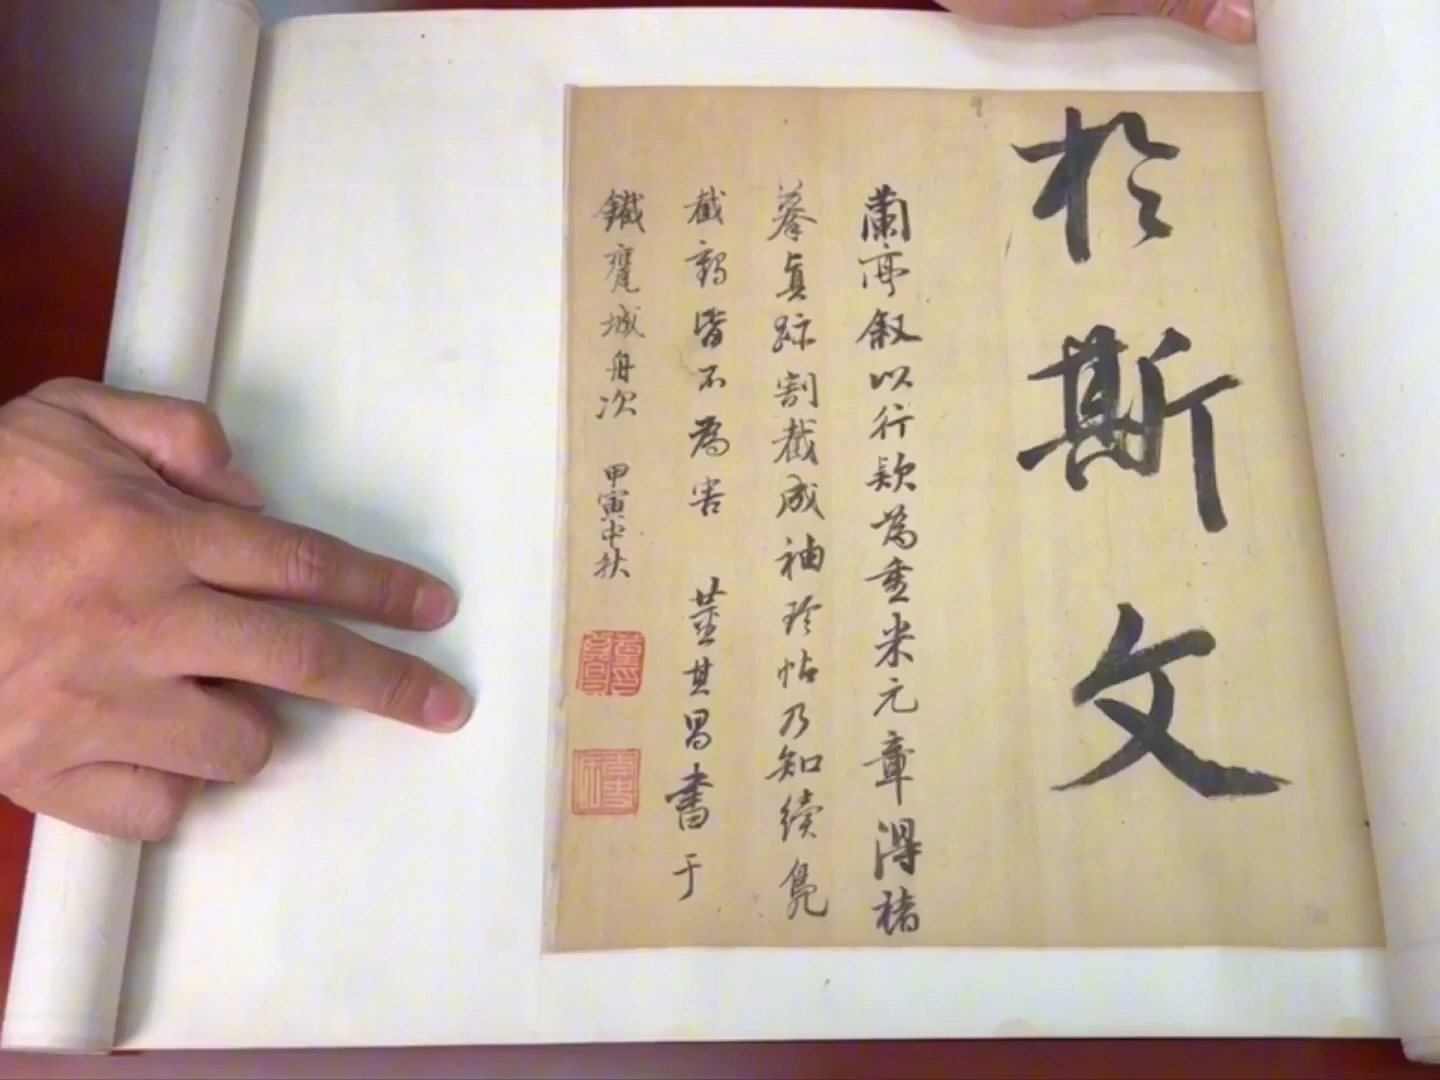 於斯文
蘭亭叙以行款為重米元章得褚
摹真跡割截成袖珍帖乃知續鳧
截鶴皆不為害 董其昌書于
鐵甕城舟次 甲寅中秋